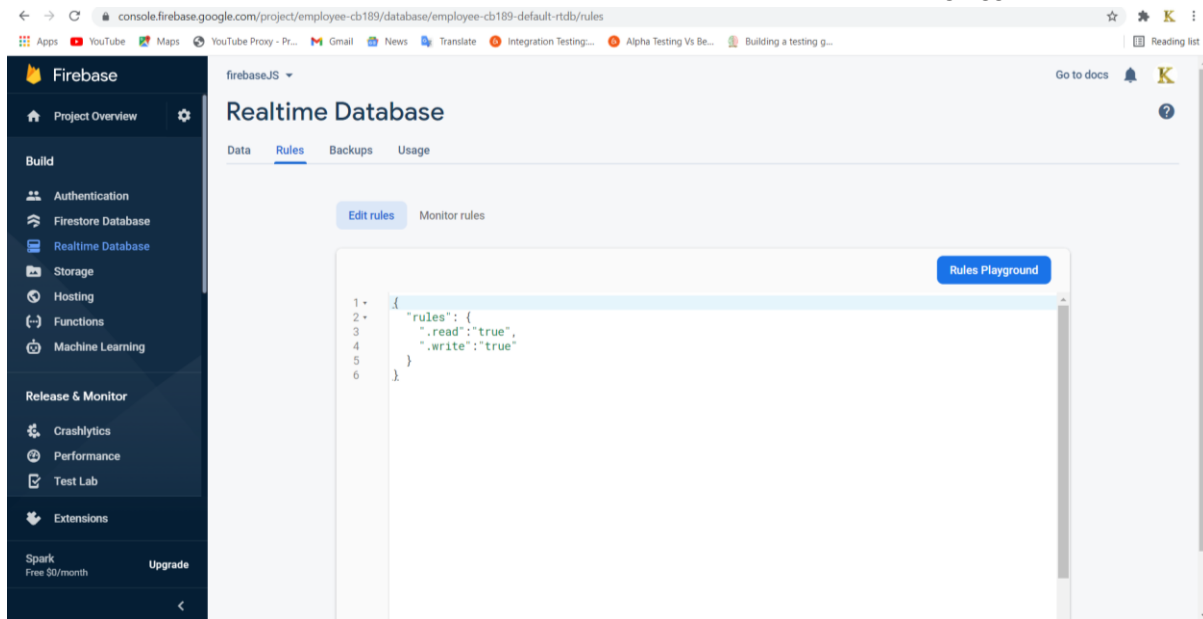 console.firebase.google.com/project/employee-cb189/database/employee-cb189-default-rtdb/rules
Apps YouTube Maps YouTube Proxy - Pr... Gmail News Translate Integration Testing:... Alpha Testing Vs Be... Building a testing g... Reading list
Firebase
firebaseJS
Go to docs
K
Project Overview
Realtime Database
Data Rules Backups Usage
Build
Authentication
Firestore Database
Realtime Database
Storage
Hosting
Functions
Machine Learning
Release & Monitor
Crashlytics
Performance
Test Lab
Extensions
Spark
Free $0/month
Upgrade
Edit rules Monitor rules
Rules Playground
1 {
2 "rules": {
3 ".read":"true",
4 ".write":"true"
5 }
6 }